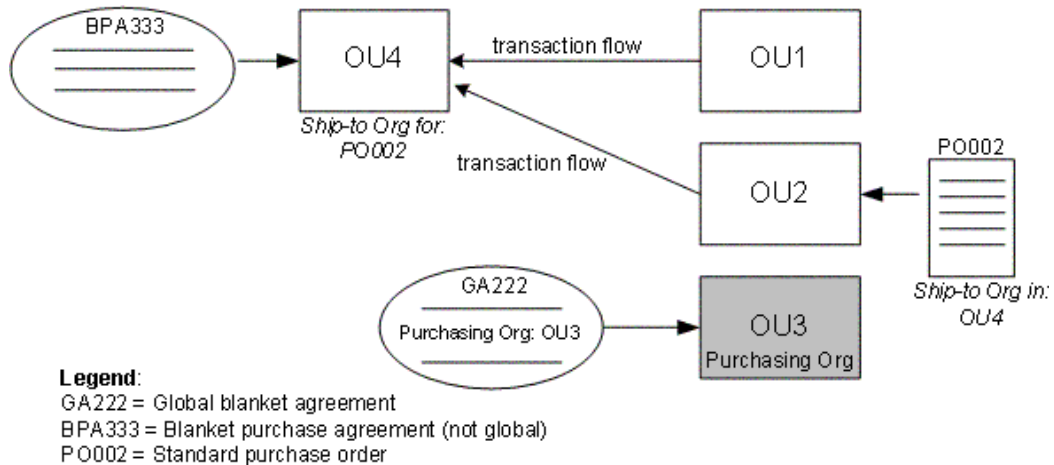 BPA333
OU4
Ship-to Org for:
PO002
transaction flow
OU1
transaction flow
OU2
PO002
Ship-to Org in:
OU4
GA222
Purchasing Org: OU3
OU3
Purchasing Org
Legend:
GA222 = Global blanket agreement
BPA333 = Blanket purchase agreement (not global)
PO002 = Standard purchase order